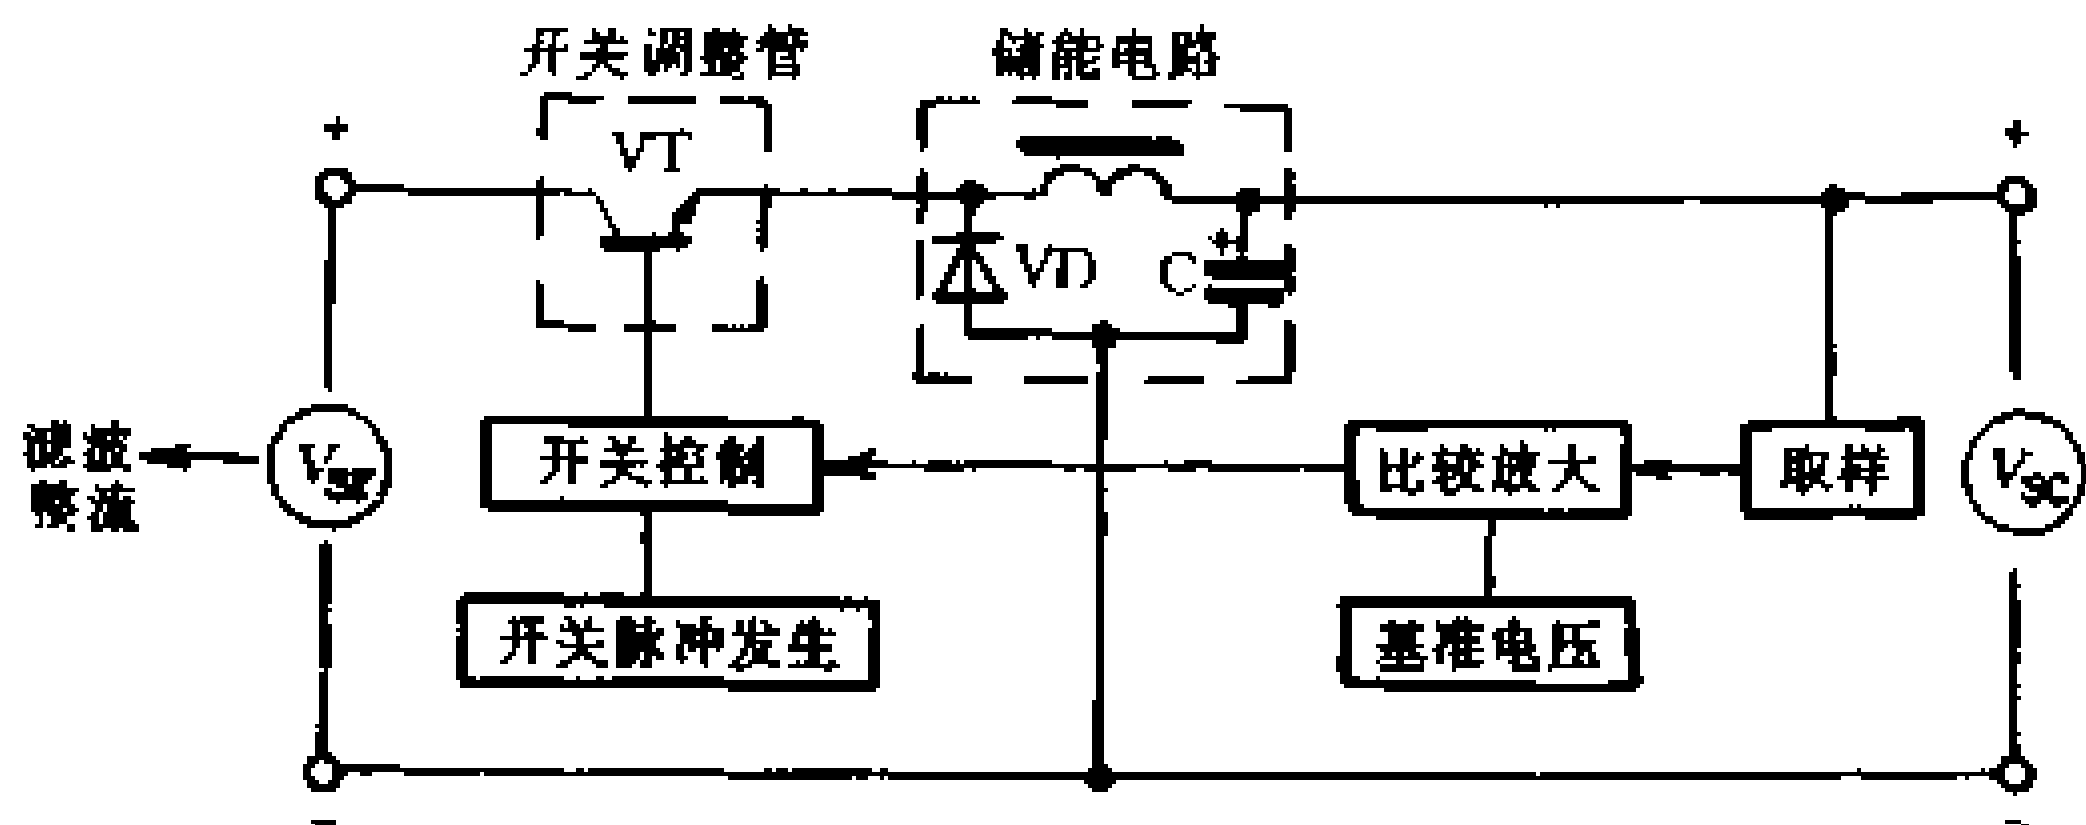 开关调整管
储能电路
+
+
VT
+
VD
C
滤波
整流
V_SR
开关控制
比较放大
取样
V_SC
开关脉冲发生
基准电压
-
-